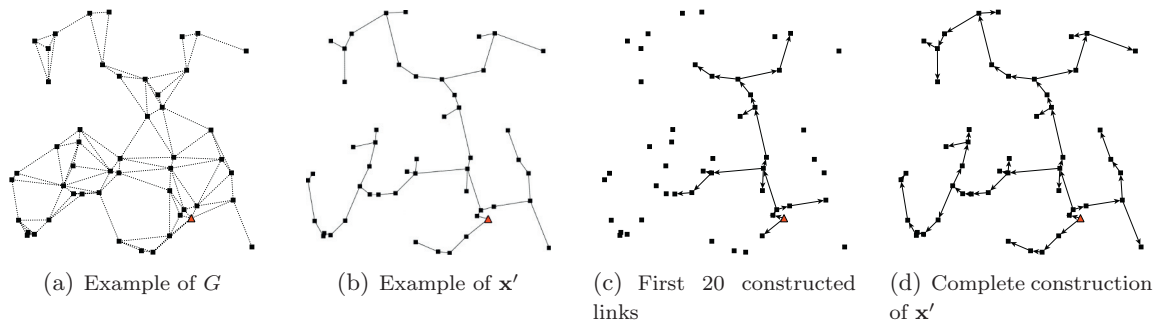 (a) Example of G
(b) Example of x′
(c) First 20 constructed
links
(d) Complete construction
of x′